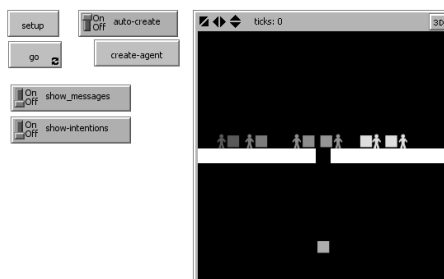 setup
On
Off
auto-create
go
create-agent
On
Off
show_messages
On
Off
show-intentions
ticks: 0
3D